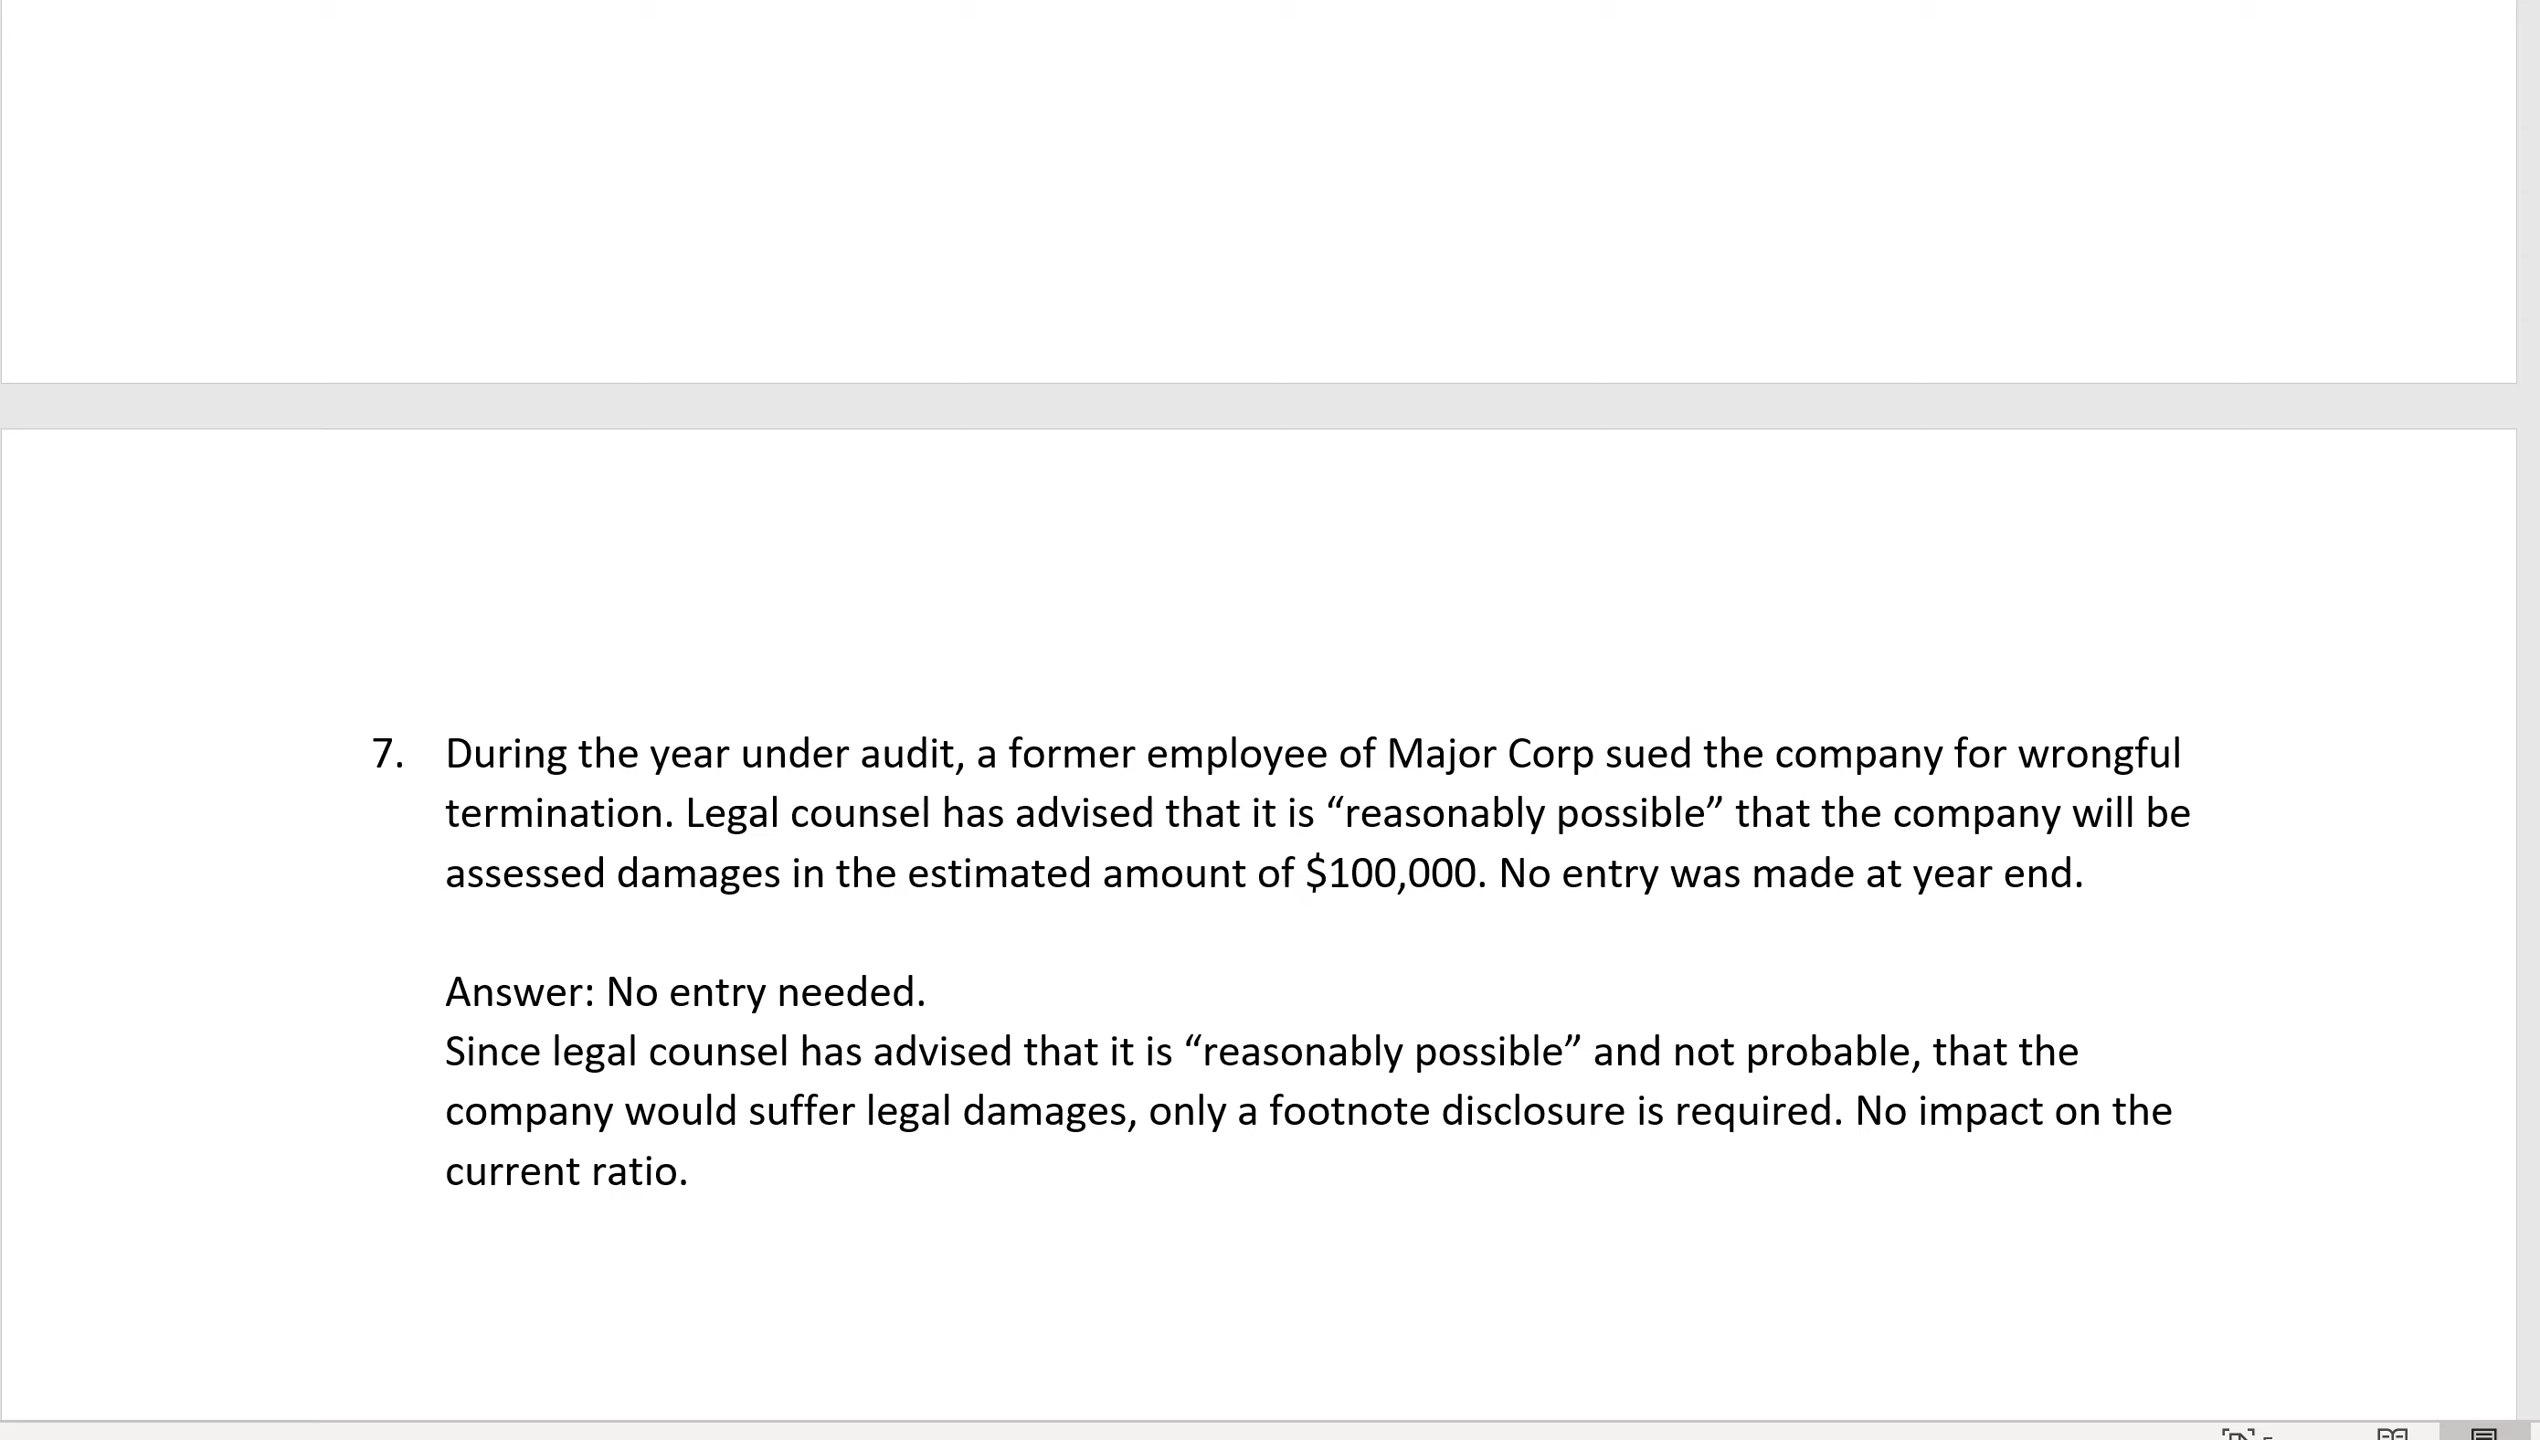 7. During the year under audit, a former employee of Major Corp sued the company for wrongful
termination. Legal counsel has advised that it is “reasonably possible” that the company will be
assessed damages in the estimated amount of $100,000. No entry was made at year end.
Answer: No entry needed.
Since legal counsel has advised that it is “reasonably possible” and not probable, that the
company would suffer legal damages, only a footnote disclosure is required. No impact on the
current ratio.